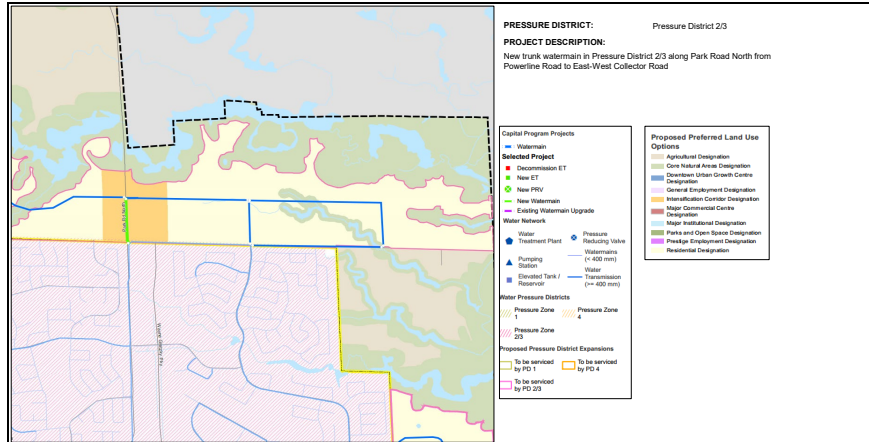 PRESSURE DISTRICT: Pressure District 2/3
PROJECT DESCRIPTION:
New trunk watermain in Pressure District 2/3 along Park Road North from
Powerline Road to East-West Collector Road
Capital Program Projects
Watermain
Selected Project
Decommission ET
New ET
New PRV
New Watermain
Existing Watermain Upgrade
Water Network
Water
Treatment Plant
Pressure
Reducing Valve
Pumping
Station
Watermains
(< 400 mm)
Elevated Tank /
Reservoir
Water
Transmission
(>= 400 mm)
Water Pressure Districts
Pressure Zone
1
Pressure Zone
4
Pressure Zone
2/3
Proposed Pressure District Expansions
To be serviced
by PD 1
To be serviced
by PD 4
To be serviced
by PD 2/3
Proposed Preferred Land Use
Options
Agricultural Designation
Core Natural Areas Designation
Downtown Urban Growth Centre
Designation
General Employment Designation
Intensification Corridor Designation
Major Commercial Centre
Designation
Major Institutional Designation
Parks and Open Space Designation
Prestige Employment Designation
Residential Designation
Park Rd North
Wayne Gretzky Pky